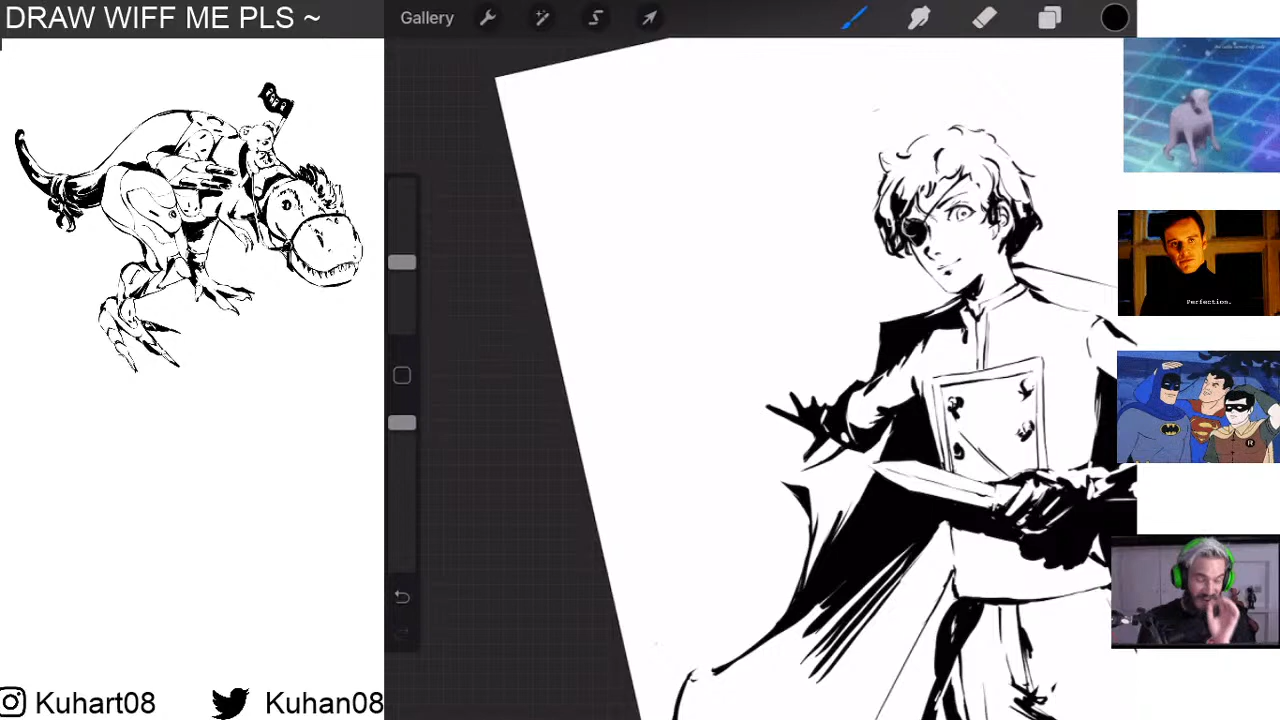 DRAW WIFF ME PLS ~
Gallery
Perfection.
Kuhart08
Kuhan08